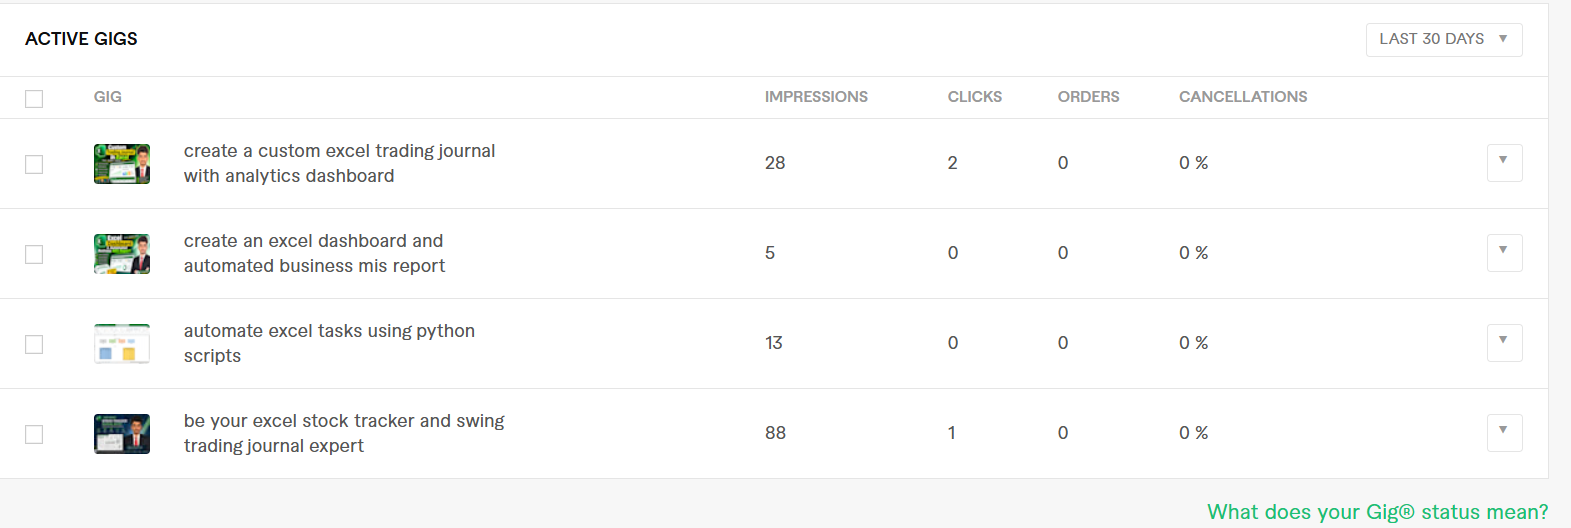 ACTIVE GIGS
LAST 30 DAYS ▼
GIG IMPRESSIONS CLICKS ORDERS CANCELLATIONS
create a custom excel trading journal
with analytics dashboard
28 2 0 0 %
create an excel dashboard and
automated business mis report
5 0 0 0 %
automate excel tasks using python
scripts
13 0 0 0 %
be your excel stock tracker and swing
trading journal expert
88 1 0 0 %
What does your Gig® status mean?